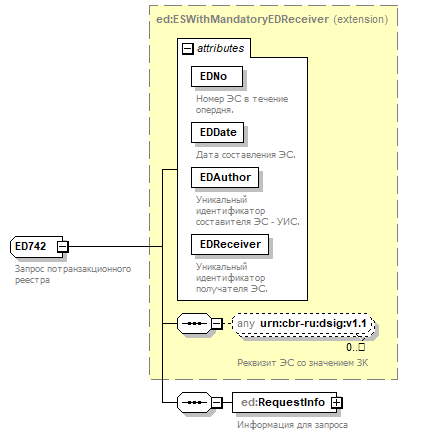 ed:ESWithMandatoryEDReceiver (extension)
attributes
EDNo
Номер ЭС в течение
опердня.
EDDate
Дата составления ЭС.
EDAuthor
Уникальный
идентификатор
составителя ЭС - УИС.
EDReceiver
Уникальный
идентификатор
получателя ЭС.
ED742
Запрос потранзакционного
реестра
any urn:cbr-ru:dsig:v1.1
0..□
Реквизит ЭС со значением ЗК
ed:RequestInfo
Информация для запроса